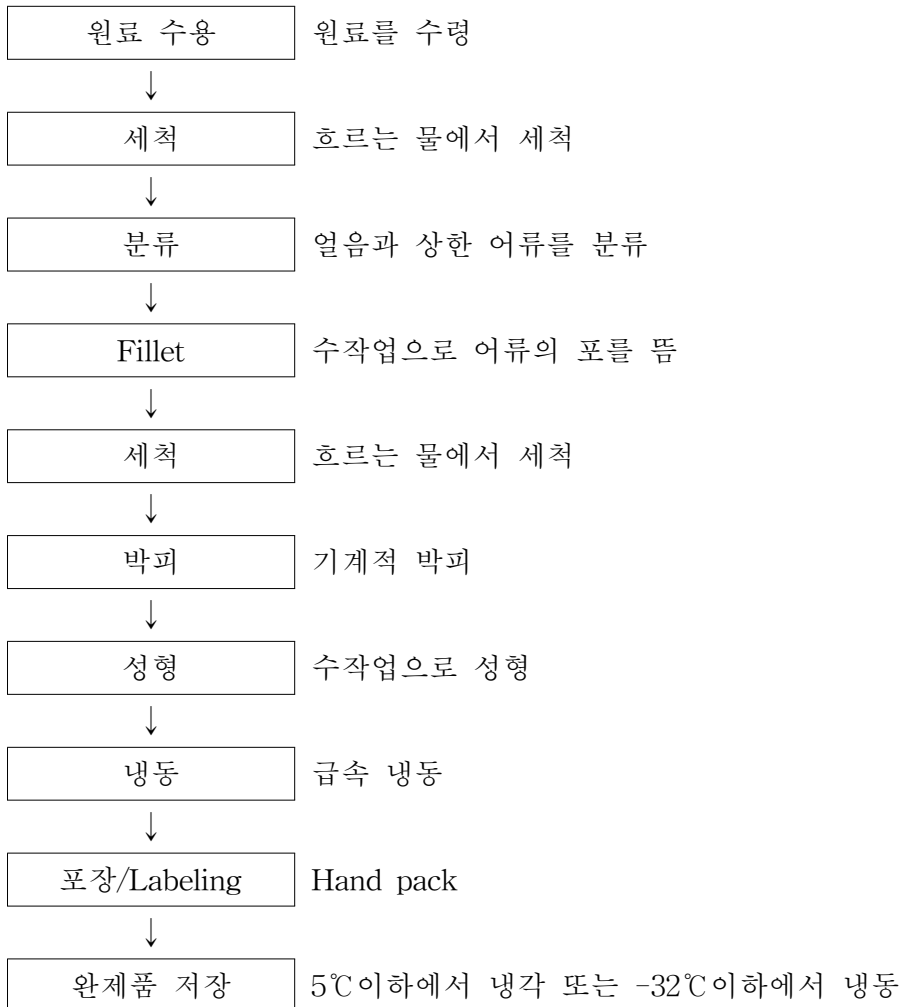 원료 수용 원료를 수령
↓
세척 흐르는 물에서 세척
↓
분류 얼음과 상한 어류를 분류
↓
Fillet 수작업으로 어류의 포를 뜸
↓
세척 흐르는 물에서 세척
↓
박피 기계적 박피
↓
성형 수작업으로 성형
↓
냉동 급속 냉동
↓
포장/Labeling Hand pack
↓
완제품 저장 5℃이하에서 냉각 또는 -32℃이하에서 냉동